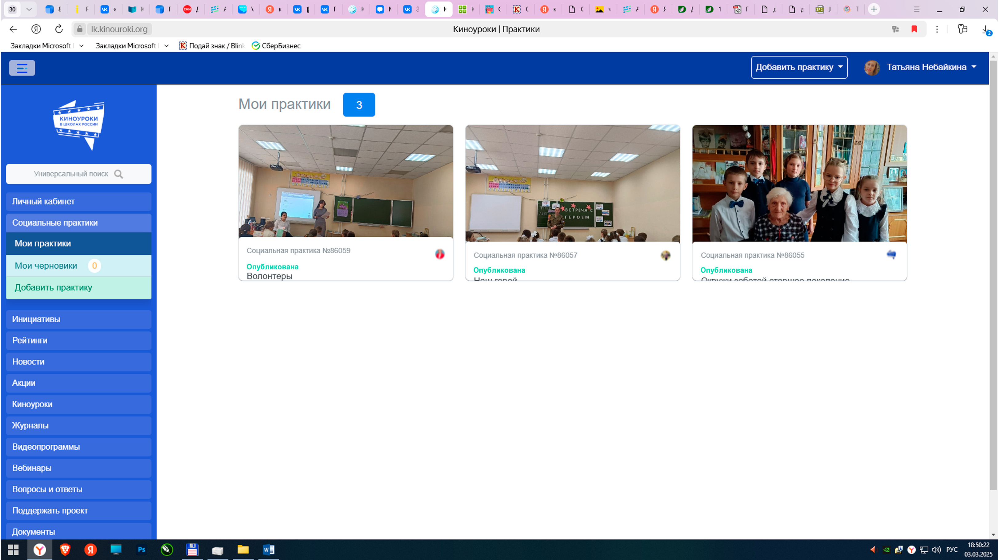 30
lk.kinouroki.org
Киноуроки | Практики
2
Закладки Microsoft
Закладки Microsoft
Подай знак / Blink
СберБизнес
Добавить практику
Татьяна Небайкина
КИНОУРОКИ
В ШКОЛАХ РОССИИ
Универсальный поиск
Личный кабинет
Социальные практики
Мои практики
Мои черновики 0
Добавить практику
Инициативы
Рейтинги
Новости
Акции
Киноуроки
Журналы
Видеопрограммы
Вебинары
Вопросы и ответы
Поддержать проект
Документы
Мои практики 3
Социальная практика №86059
Опубликована
Волонтеры
ВСТРЕЧА С
ГЕРОЕМ
Социальная практика №86057
Опубликована
Наш герой
Социальная практика №86055
Опубликована
Окружи заботой старшее поколение
Ps
РУС
18:50:22
03.03.2025